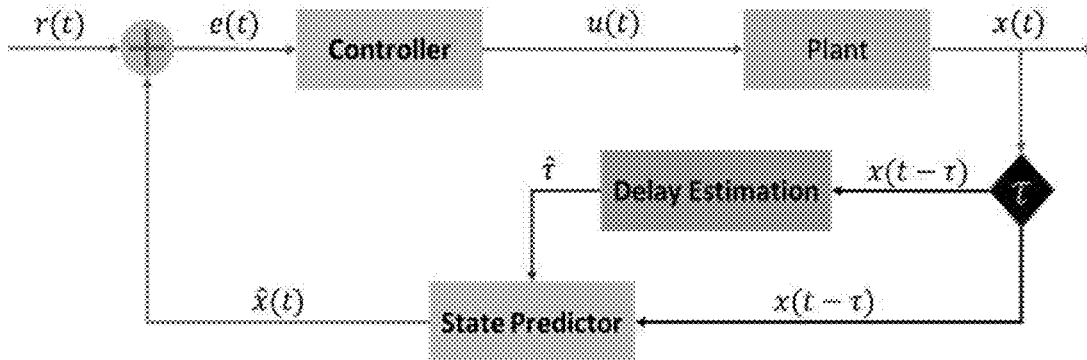 r(t) e(t) Controller u(t) Plant x(t)
τ̂ Delay Estimation x(t − τ) τ
x̂(t) State Predictor x(t − τ)